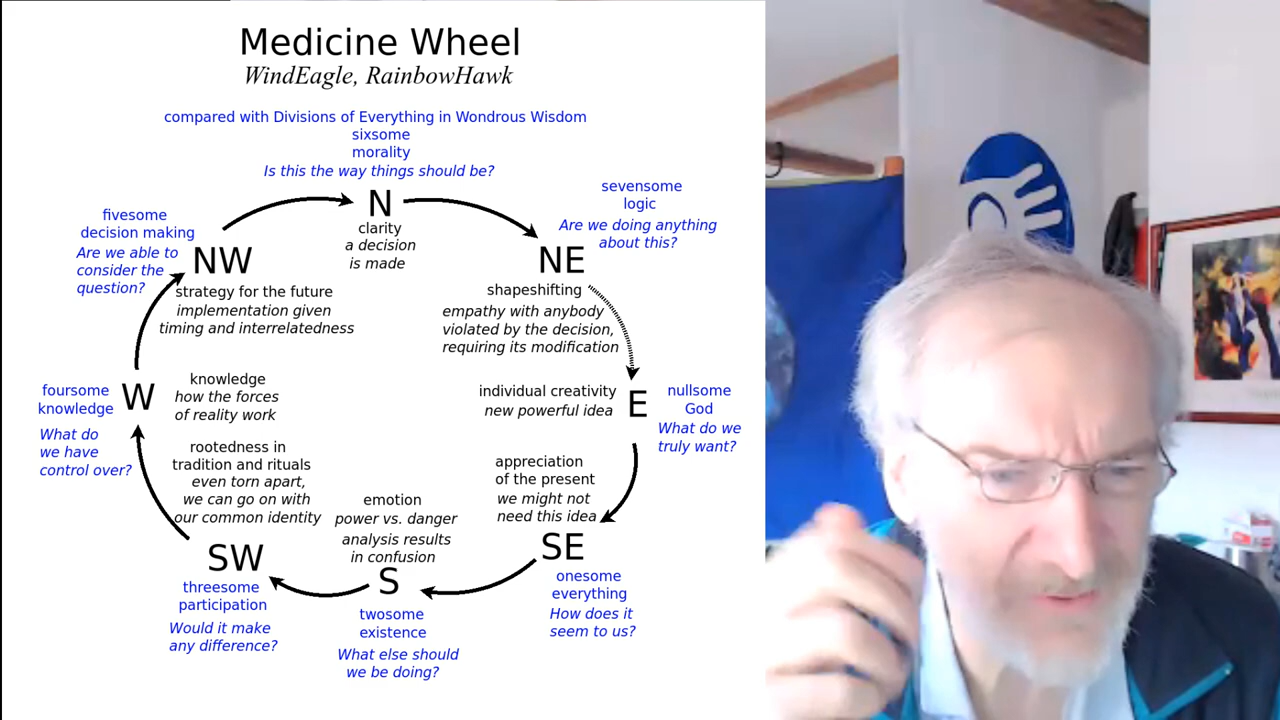 Medicine Wheel
WindEagle, RainbowHawk
compared with Divisions of Everything in Wondrous Wisdom
sixsome
morality
Is this the way things should be?
N
clarity
a decision
is made
sevensome
logic
Are we doing anything
about this?
NE
shapeshifting
empathy with anybody
violated by the decision,
requiring its modification
individual creativity
new powerful idea
E
nullsome
God
What do we
truly want?
appreciation
of the present
we might not
need this idea
SE
onesome
everything
How does it
seem to us?
emotion
power vs. danger
analysis results
in confusion
S
twosome
existence
What else should
we be doing?
rootedness in
tradition and rituals
even torn apart,
we can go on with
our common identity
SW
threesome
participation
Would it make
any difference?
foursome
knowledge
What do
we have
control over?
W
knowledge
how the forces
of reality work
fivesome
decision making
Are we able to
consider the
question?
NW
strategy for the future
implementation given
timing and interrelatedness